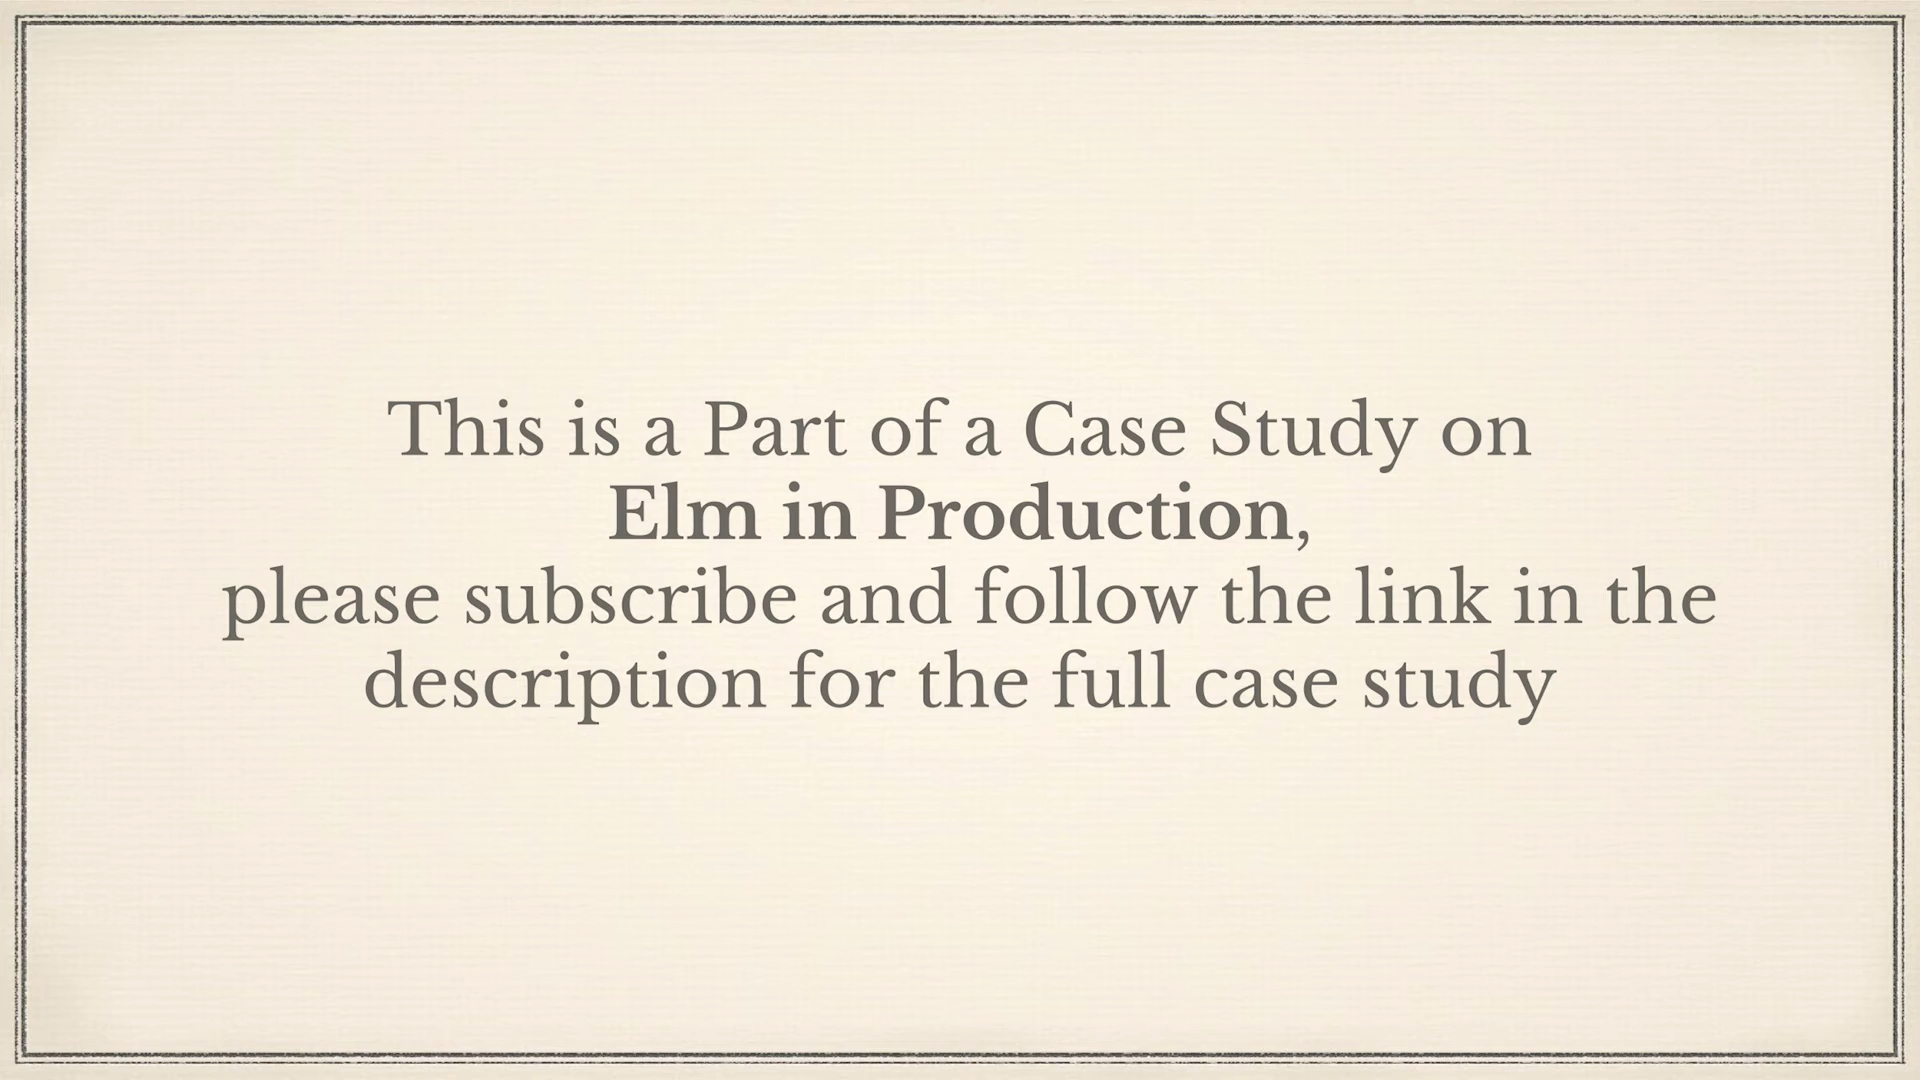 This is a Part of a Case Study on
Elm in Production,
please subscribe and follow the link in the
description for the full case study